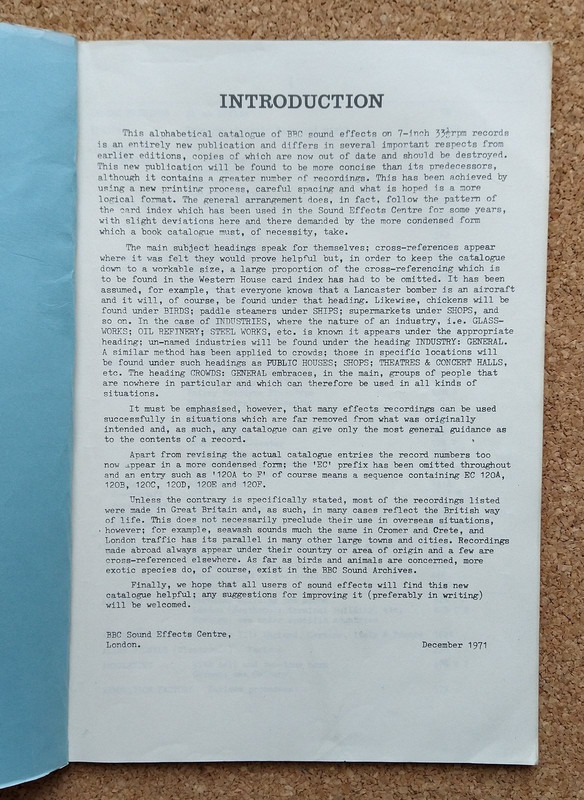 INTRODUCTION
This alphabetical catalogue of BBC sound effects on 7-inch 33⅓rpm records
is an entirely new publication and differs in several important respects from
earlier editions, copies of which are now out of date and should be destroyed.
This new publication will be found to be more concise than its predecessors,
although it contains a greater number of recordings. This has been achieved by
using a new printing process, careful spacing and what is hoped is a more
logical format. The general arrangement does, in fact, follow the pattern of
the card index which has been used in the Sound Effects Centre for some years,
with slight deviations here and there demanded by the more condensed form
which a book catalogue must, of necessity, take.
The main subject headings speak for themselves; cross-references appear
where it was felt they would prove helpful but, in order to keep the catalogue
down to a workable size, a large proportion of the cross-referencing which is
to be found in the Western House card index has had to be omitted. It has been
assumed, for example, that everyone knows that a Lancaster bomber is an aircraft
and it will, of course, be found under that heading. Likewise, chickens will be
found under BIRDS; paddle steamers under SHIPS; supermarkets under SHOPS, and
so on. In the case of INDUSTRIES, where the nature of an industry, i.e. GLASS-
WORKS; OIL REFINERY; STEEL WORKS, etc. is known it appears under the appropriate
heading; un-named industries will be found under the heading INDUSTRY: GENERAL.
A similar method has been applied to crowds; those in specific locations will
be found under such headings as PUBLIC HOUSES; SHOPS; THEATRES & CONCERT HALLS,
etc. The heading CROWDS: GENERAL embraces, in the main, groups of people that
are nowhere in particular and which can therefore be used in all kinds of
situations.
It must be emphasised, however, that many effects recordings can be used
successfully in situations which are far removed from what was originally
intended and, as such, any catalogue can give only the most general guidance as
to the contents of a record.
Apart from revising the actual catalogue entries the record numbers too
now appear in a more condensed form; the 'EC' prefix has been omitted throughout
and an entry such as '120A to F' of course means a sequence containing EC 120A,
120B, 120C, 120D, 120E and 120F.
Unless the contrary is specifically stated, most of the recordings listed
were made in Great Britain and, as such, in many cases reflect the British way
of life. This does not necessarily preclude their use in overseas situations,
however; for example, seawash sounds much the same in Cromer and Crete, and
London traffic has its parallel in many other large towns and cities. Recordings
made abroad always appear under their country or area of origin and a few are
cross-referenced elsewhere. As far as birds and animals are concerned, more
exotic species do, of course, exist in the BBC Sound Archives.
Finally, we hope that all users of sound effects will find this new
catalogue helpful; any suggestions for improving it (preferably in writing)
will be welcomed.
BBC Sound Effects Centre,
London. December 1971